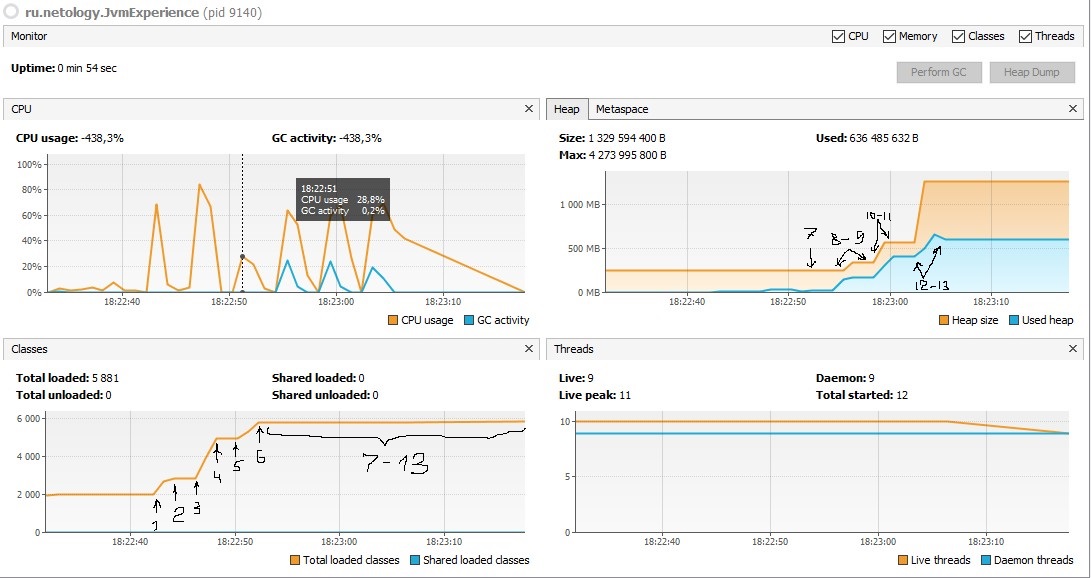 ru.netology.JvmExperience (pid 9140)
Monitor
CPU Memory Classes Threads
Uptime: 0 min 54 sec
Perform GC Heap Dump
CPU
CPU usage: -438,3% GC activity: -438,3%
100%
80%
60%
40%
20%
0%
18:22:51
CPU usage 28,8%
GC activity 0,2%
18:22:40 18:22:50 18:23:00 18:23:10
CPU usage GC activity
Heap Metaspace
Size: 1 329 594 400 B Used: 636 485 632 B
Max: 4 273 995 800 B
1 000 MB
500 MB
0 MB
7 8-9 10-11
12-13
18:22:40 18:22:50 18:23:00 18:23:10
Heap size Used heap
Classes
Total loaded: 5 881 Shared loaded: 0
Total unloaded: 0 Shared unloaded: 0
6 000
4 000
2 000
0
1 2 3 4 5 6 7-13
18:22:40 18:22:50 18:23:00 18:23:10
Total loaded classes Shared loaded classes
Threads
Live: 9 Daemon: 9
Live peak: 11 Total started: 12
10
5
0
18:22:40 18:22:50 18:23:00 18:23:10
Live threads Daemon threads